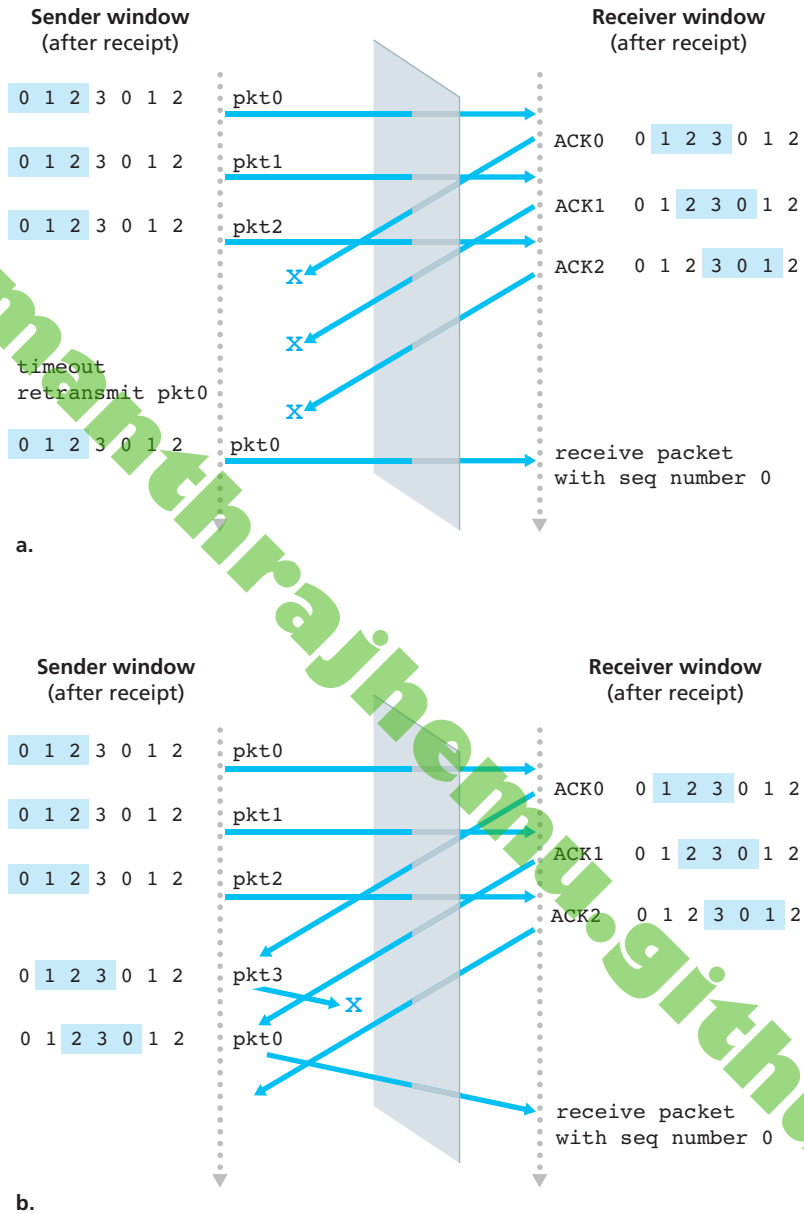 Sender window
(after receipt)
Receiver window
(after receipt)
0 1 2 3 0 1 2
pkt0
ACK0
0 1 2 3 0 1 2
0 1 2 3 0 1 2
pkt1
ACK1
0 1 2 3 0 1 2
0 1 2 3 0 1 2
pkt2
ACK2
0 1 2 3 0 1 2
X
X
X
timeout
retransmit pkt0
0 1 2 3 0 1 2
pkt0
receive packet
with seq number 0
a.
Sender window
(after receipt)
Receiver window
(after receipt)
0 1 2 3 0 1 2
pkt0
ACK0
0 1 2 3 0 1 2
0 1 2 3 0 1 2
pkt1
ACK1
0 1 2 3 0 1 2
0 1 2 3 0 1 2
pkt2
ACK2
0 1 2 3 0 1 2
0 1 2 3 0 1 2
pkt3
X
0 1 2 3 0 1 2
pkt0
receive packet
with seq number 0
b.